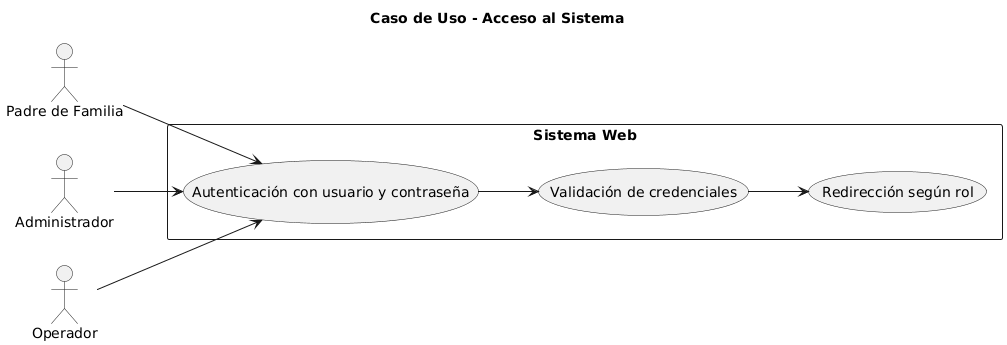 Caso de Uso - Acceso al Sistema
Padre de Familia
Sistema Web
Autenticación con usuario y contraseña
Validación de credenciales
Redirección según rol
Administrador
Operador